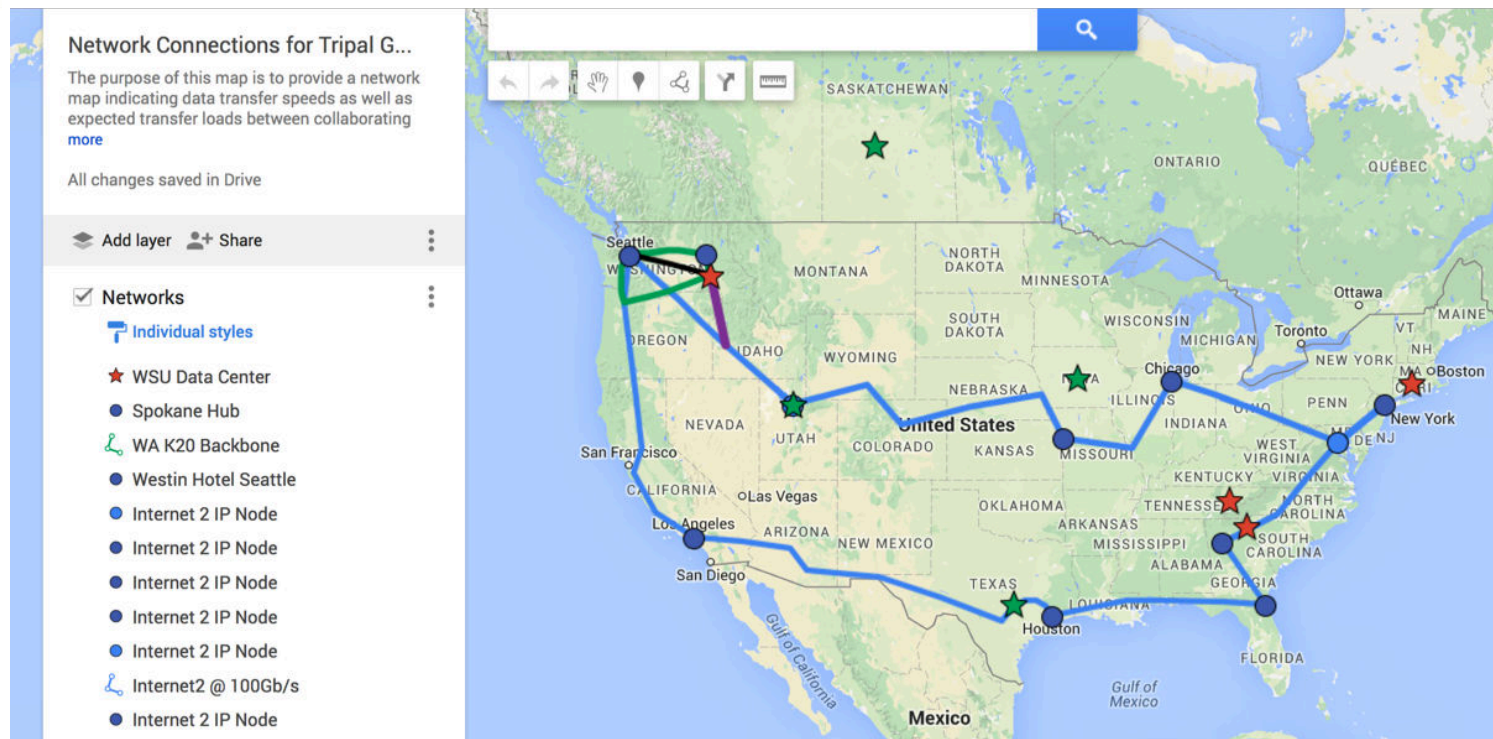 Network Connections for Tripal G...
The purpose of this map is to provide a network
map indicating data transfer speeds as well as
expected transfer loads between collaborating
more
All changes saved in Drive
Add layer
Share
Networks
Individual styles
WSU Data Center
Spokane Hub
WA K20 Backbone
Westin Hotel Seattle
Internet 2 IP Node
Internet 2 IP Node
Internet 2 IP Node
Internet 2 IP Node
Internet 2 IP Node
Internet2 @ 100Gb/s
Internet 2 IP Node
SASKATCHEWAN
ONTARIO
QUÉBEC
Seattle
MONTANA
NORTH
DAKOTA
MINNESOTA
Ottawa
MAINE
SOUTH
DAKOTA
WISCONSIN
MICHIGAN
Toronto
VT
NH
OREGON
IDAHO
WYOMING
NEW YORK
MA
Boston
Chicago
NEBRASKA
ILLINOIS
PENN
New York
NEVADA
United States
INDIANA
OHIO
UTAH
COLORADO
KANSAS
MISSOURI
WEST
VIRGINIA
DE
NJ
San Francisco
KENTUCKY
VIRGINIA
CALIFORNIA
Las Vegas
OKLAHOMA
TENNESSEE
NORTH
CAROLINA
Los Angeles
ARIZONA
NEW MEXICO
ARKANSAS
MISSISSIPPI
SOUTH
CAROLINA
San Diego
ALABAMA
TEXAS
GEORGIA
LOUISIANA
Houston
FLORIDA
Gulf of California
Gulf of
Mexico
Mexico